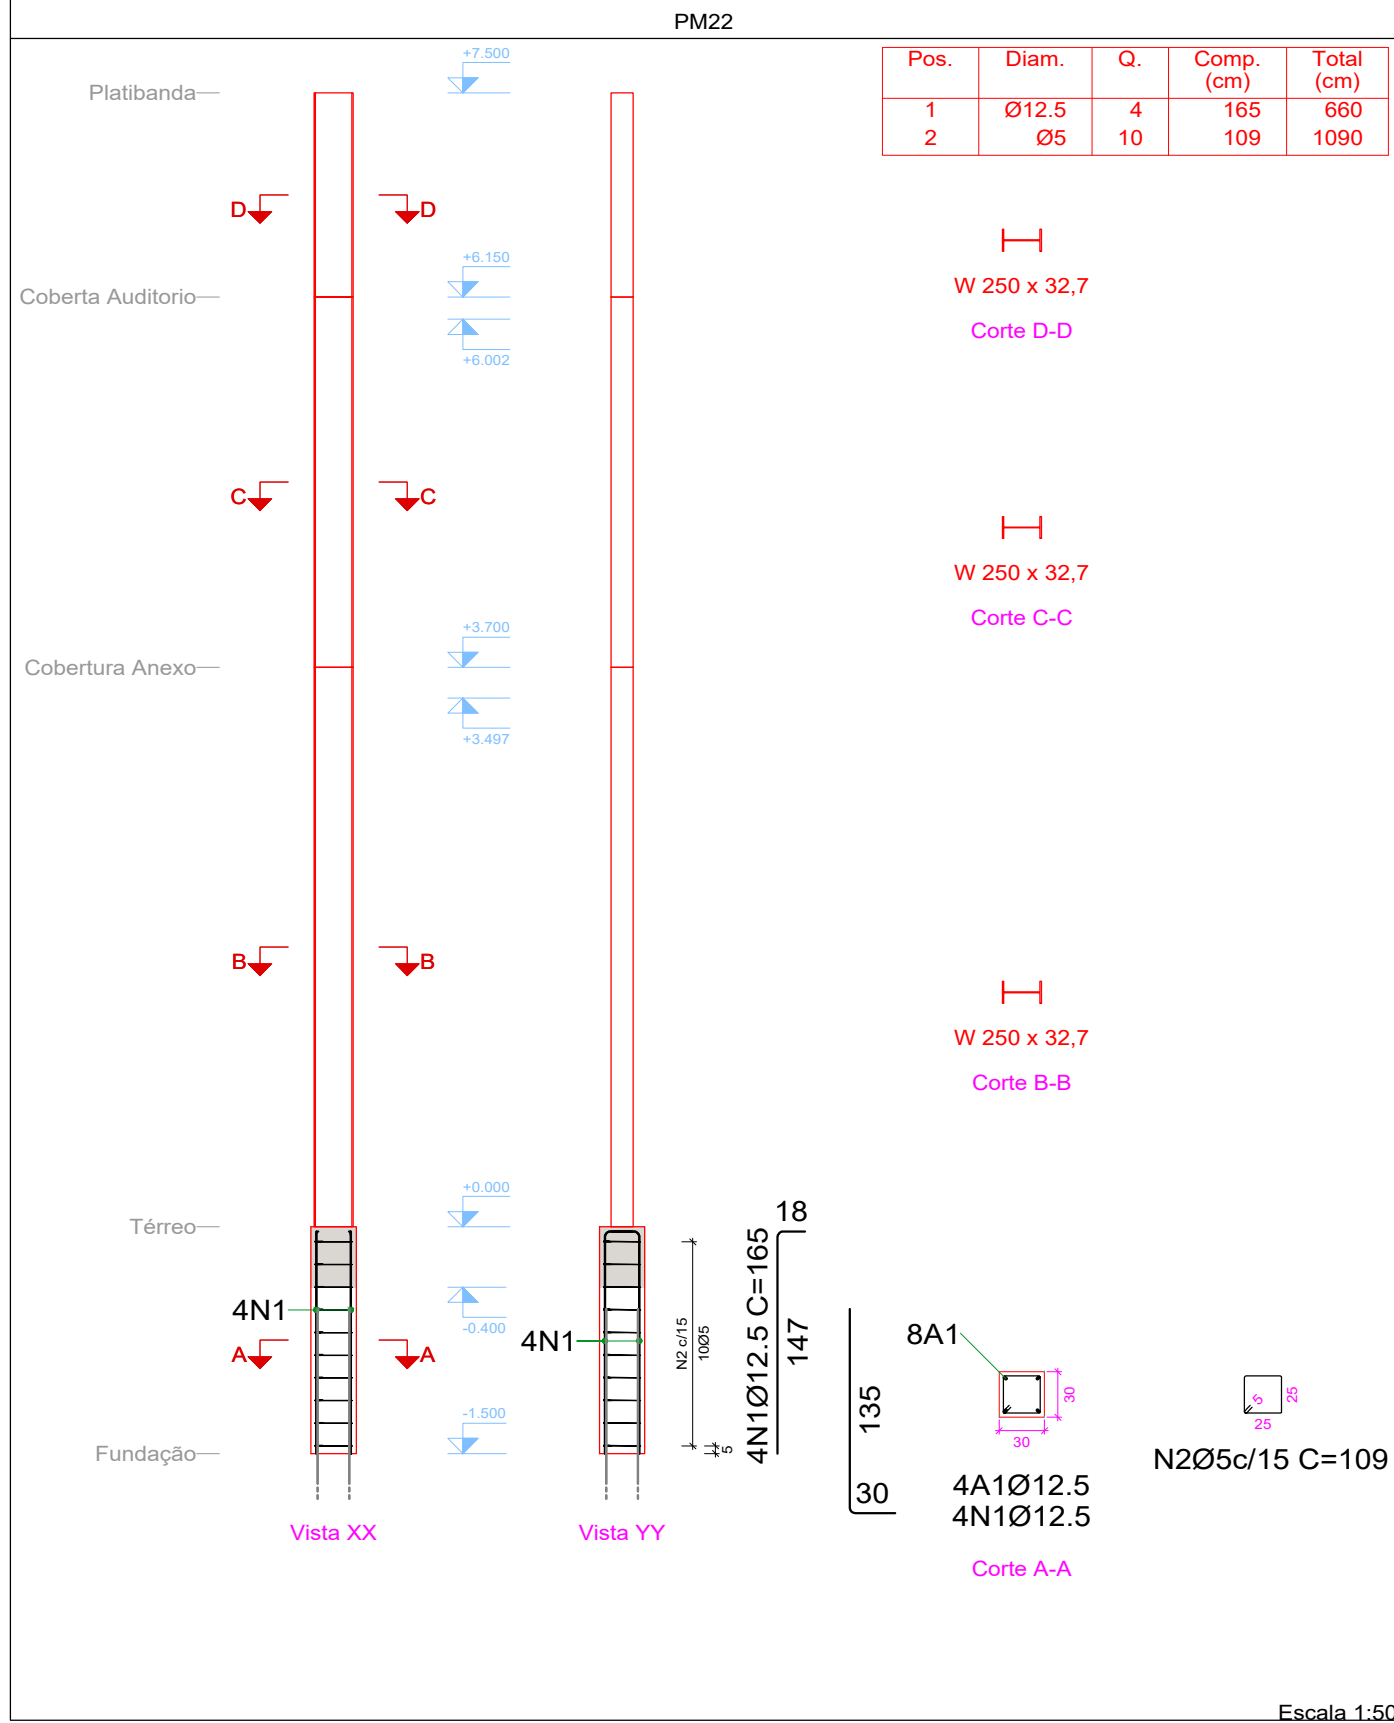 PM22
Pos. Diam. Q. Comp. (cm) Total (cm)
1 Ø12.5 4 165 660
2 Ø5 10 109 1090
Platibanda
+7.500
D D
Coberta Auditorio
+6.150
+6.002
W 250 x 32,7
Corte D-D
C C
W 250 x 32,7
Corte C-C
Cobertura Anexo
+3.700
+3.497
B B
W 250 x 32,7
Corte B-B
Térreo
+0.000
-0.400
4N1
A A
-1.500
Fundação
Vista XX
4N1
N2 c/15
10Ø5
5
Vista YY
4N1Ø12.5 C=165
147
18
135
30
8A1
30
30
4A1Ø12.5
4N1Ø12.5
Corte A-A
5
25
25
N2Ø5c/15 C=109
Escala 1:50